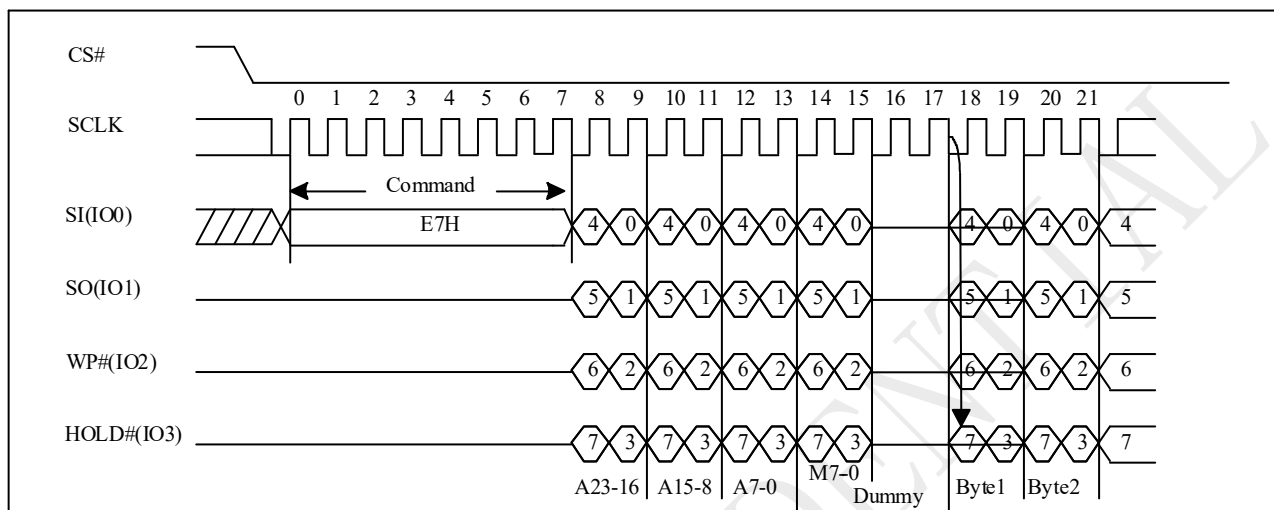 CS#
0 1 2 3 4 5 6 7 8 9 10 11 12 13 14 15 16 17 18 19 20 21
SCLK
Command
SI(IO0) E7H 4 0 4 0 4 0 4 0 4 0 4 0 4
SO(IO1) 5 1 5 1 5 1 5 1 5 1 5 1 5
WP#(IO2) 6 2 6 2 6 2 6 2 6 2 6 2 6
HOLD#(IO3) 7 3 7 3 7 3 7 3 7 3 7 3 7
A23-16 A15-8 A7-0 M7-0 Dummy Byte1 Byte2
DENTIAL